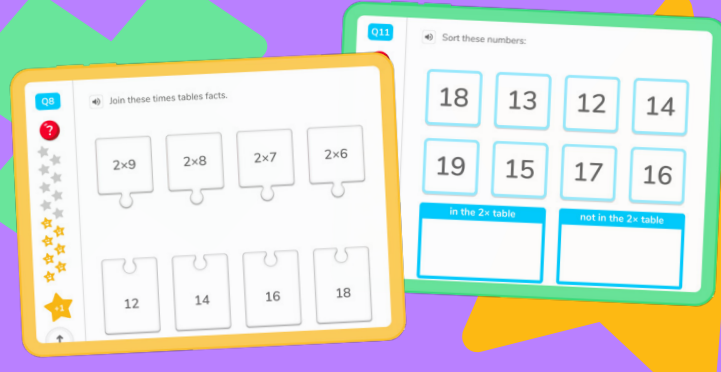 Q8
Join these times tables facts.
?
2×9 2×8 2×7 2×6
12 14 16 18
+1
Q11
Sort these numbers:
18 13 12 14
19 15 17 16
in the 2× table not in the 2× table